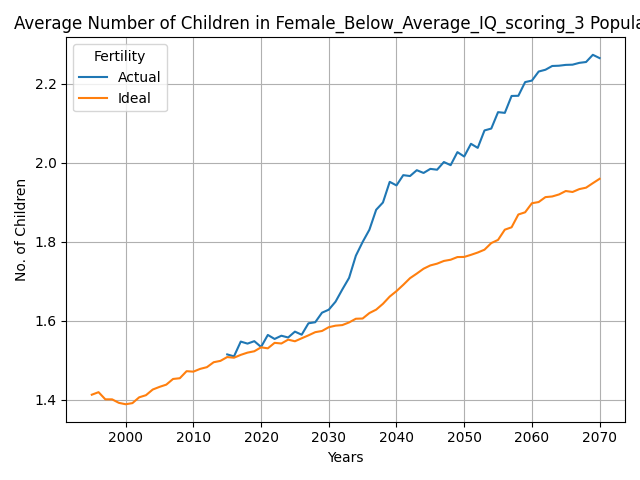 Average Number of Children in Female_Below_Average_IQ_scoring_3 Popula
Fertility
Actual
Ideal
2.2
2.0
1.8
1.6
1.4
No. of Children
2000 2010 2020 2030 2040 2050 2060 2070
Years